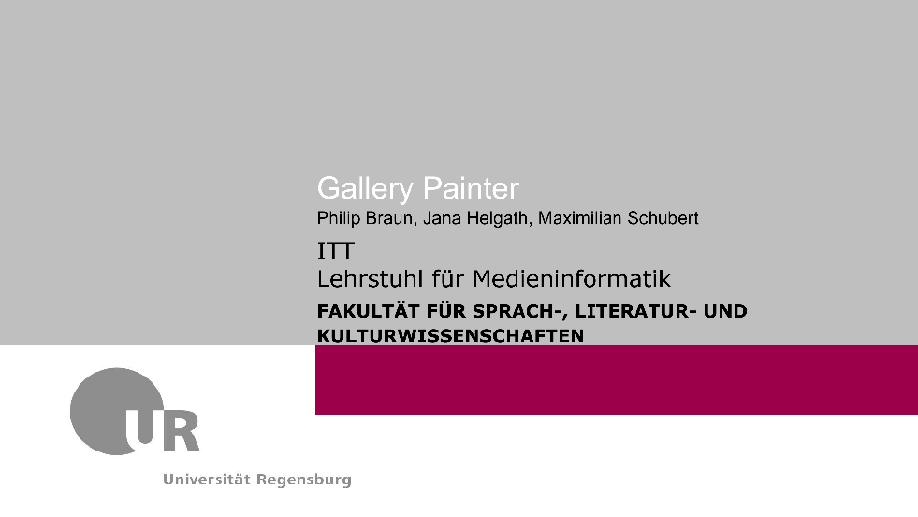 Gallery Painter
Philip Braun, Jana Helgath, Maximilian Schubert
ITT
Lehrstuhl für Medieninformatik
FAKULTÄT FÜR SPRACH-, LITERATUR- UND
KULTURWISSENSCHAFTEN
UR
Universität Regensburg